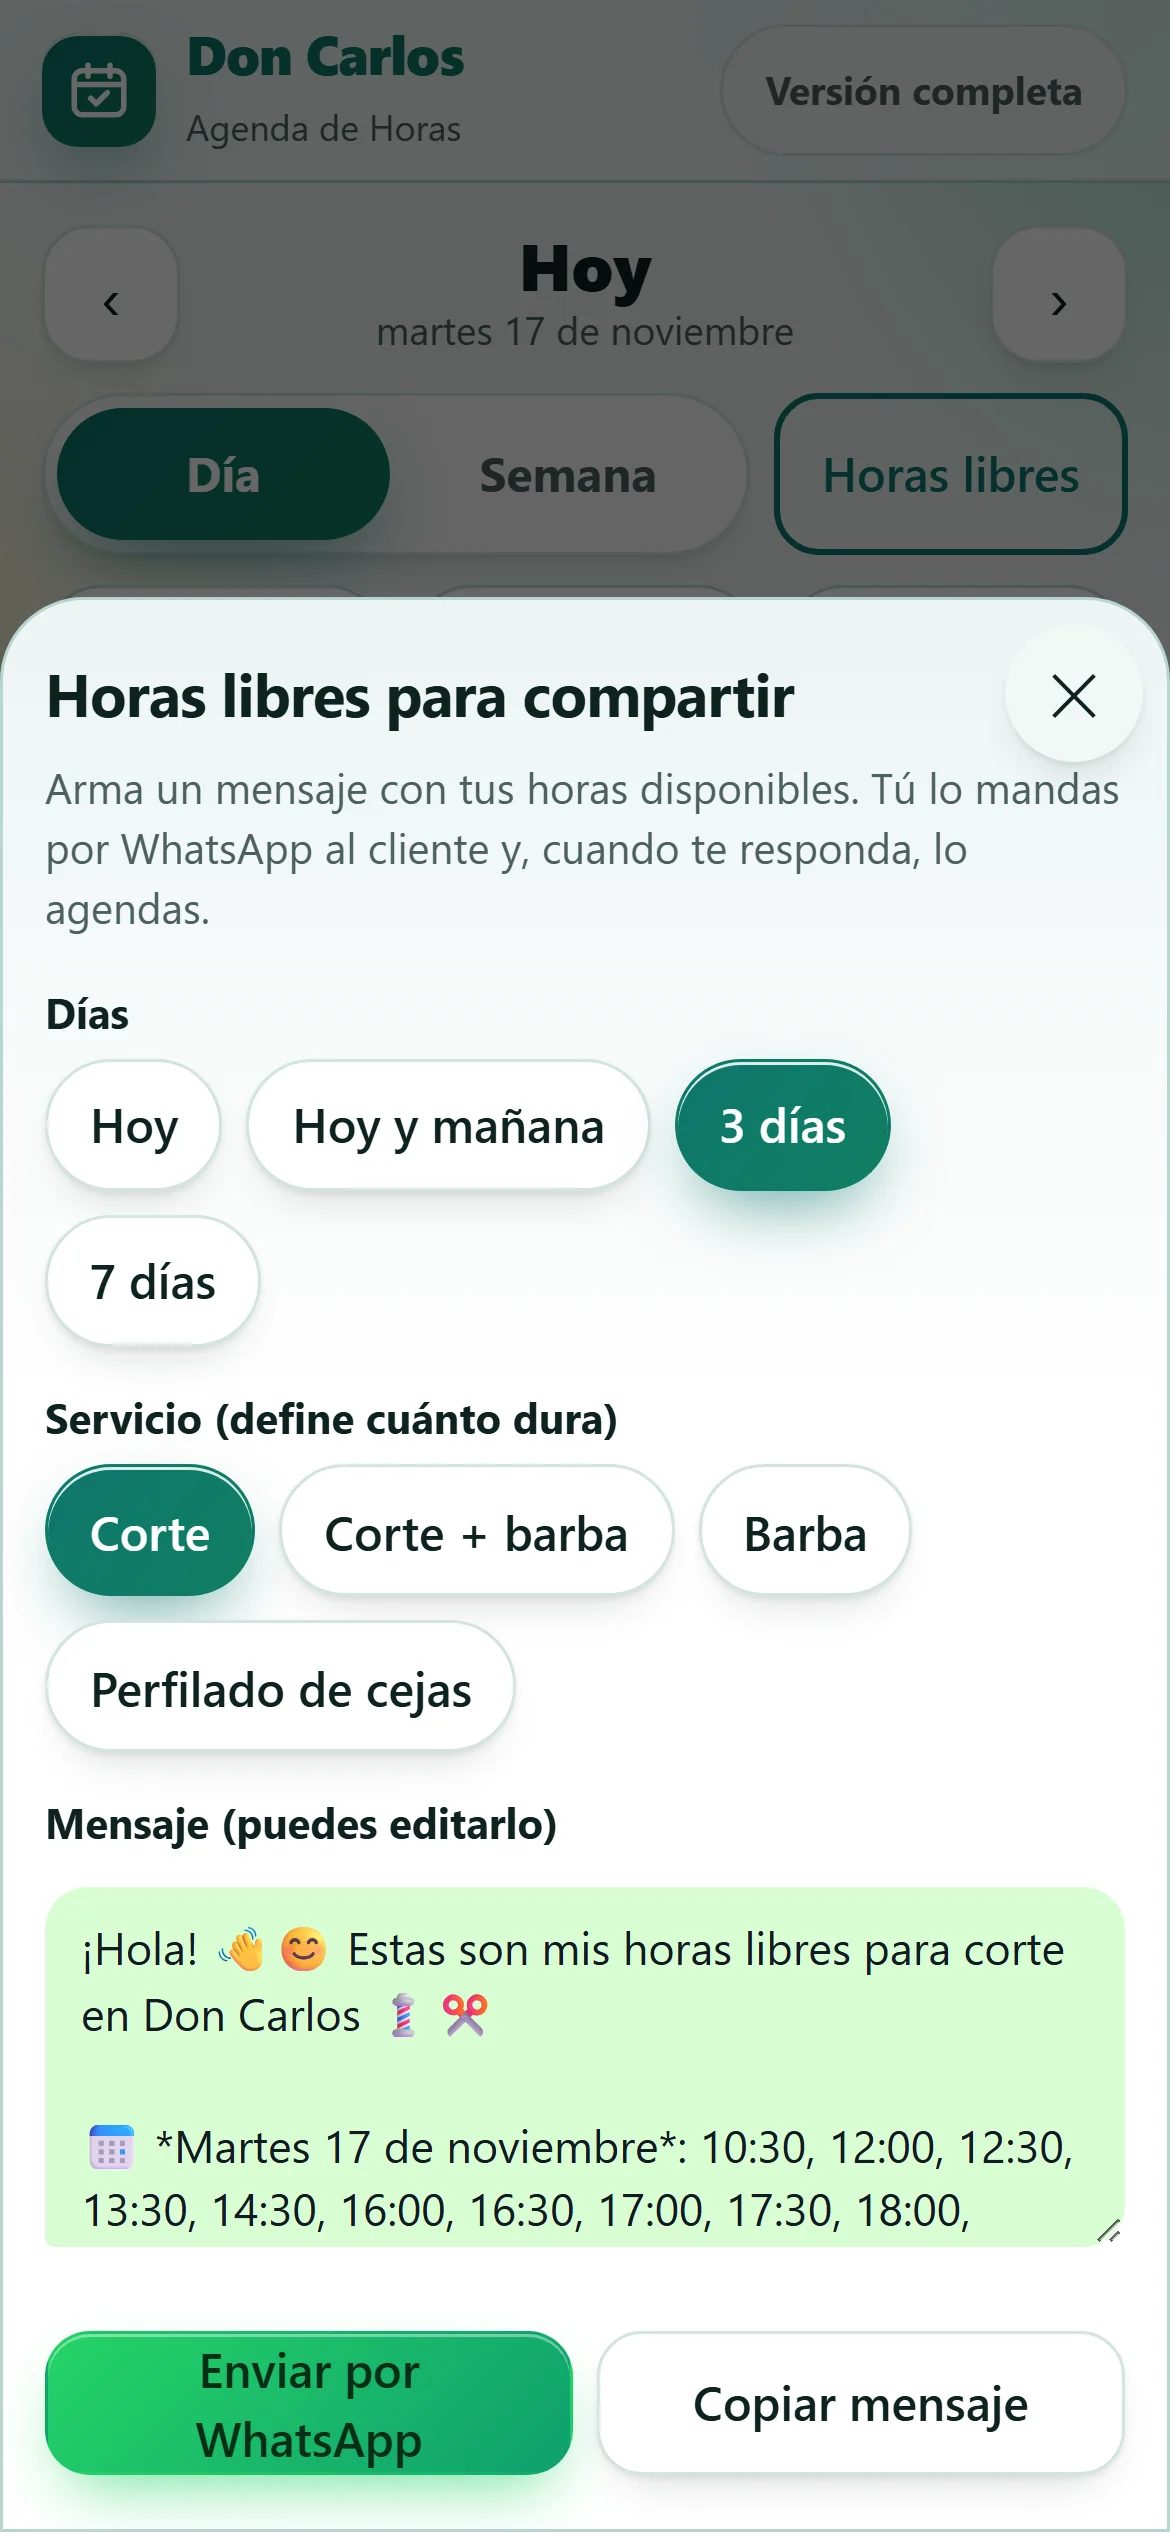 Don Carlos
Agenda de Horas
Versión completa
‹
Hoy
martes 17 de noviembre
›
Día
Semana
Horas libres
Horas libres para compartir
Arma un mensaje con tus horas disponibles. Tú lo mandas
por WhatsApp al cliente y, cuando te responda, lo
agendas.
Días
Hoy
Hoy y mañana
3 días
7 días
Servicio (define cuánto dura)
Corte
Corte + barba
Barba
Perfilado de cejas
Mensaje (puedes editarlo)
¡Hola! 👋😊 Estas son mis horas libres para corte
en Don Carlos 💈✂️
📅 *Martes 17 de noviembre*: 10:30, 12:00, 12:30,
13:30, 14:30, 16:00, 16:30, 17:00, 17:30, 18:00,
Enviar por
WhatsApp
Copiar mensaje